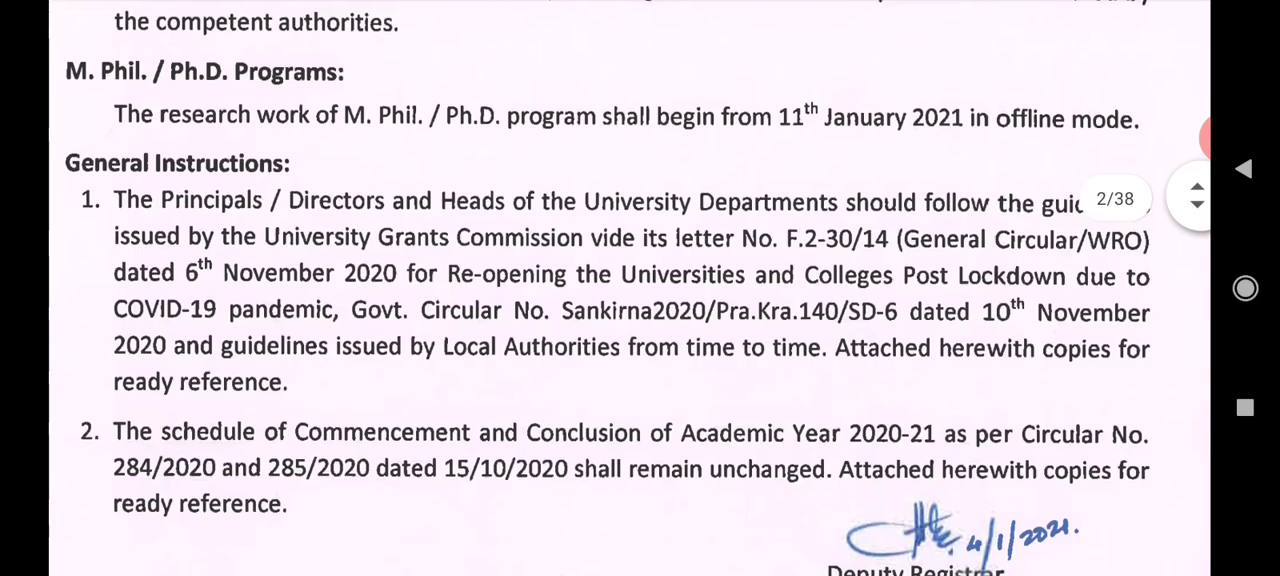 the competent authorities.
M. Phil. / Ph.D. Programs:
The research work of M. Phil. / Ph.D. program shall begin from 11th January 2021 in offline mode.
General Instructions:
1. The Principals / Directors and Heads of the University Departments should follow the
2/38
issued by the University Grants Commission vide its letter No. F.2-30/14 (General Circular/WRO)
dated 6th November 2020 for Re-opening the Universities and Colleges Post Lockdown due to
COVID-19 pandemic, Govt. Circular No. Sankirna2020/Pra.Kra.140/SD-6 dated 10th November
2020 and guidelines issued by Local Authorities from time to time. Attached herewith copies for
ready reference.
2. The schedule of Commencement and Conclusion of Academic Year 2020-21 as per Circular No.
284/2020 and 285/2020 dated 15/10/2020 shall remain unchanged. Attached herewith copies for
ready reference.
4/1/2021.
Deputy Registrar